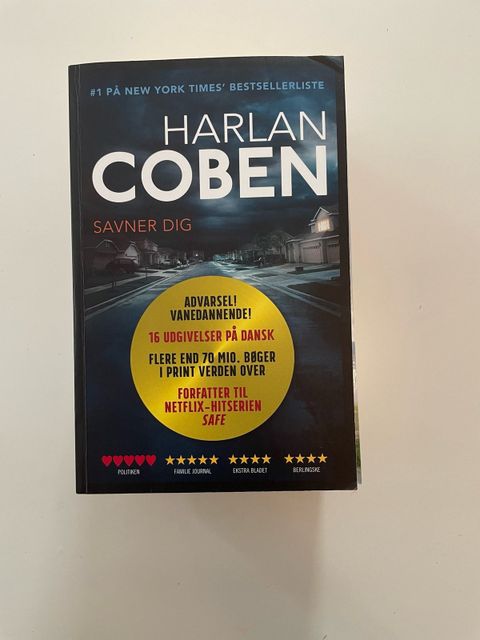 #1 PÅ NEW YORK TIMES' BESTSELLERLISTE
HARLAN
COBEN
SAVNER DIG
ADVARSEL!
VANEDANNENDE!
16 UDGIVELSER PÅ DANSK
FLERE END 70 MIO. BØGER
I PRINT VERDEN OVER
FORFATTER TIL
NETFLIX-HITSERIEN
SAFE
♥♥♥♥♥ ★★★★★ ★★★★ ★★★★
POLITIKEN FAMILIE JOURNAL EKSTRA BLADET BERLINGSKE